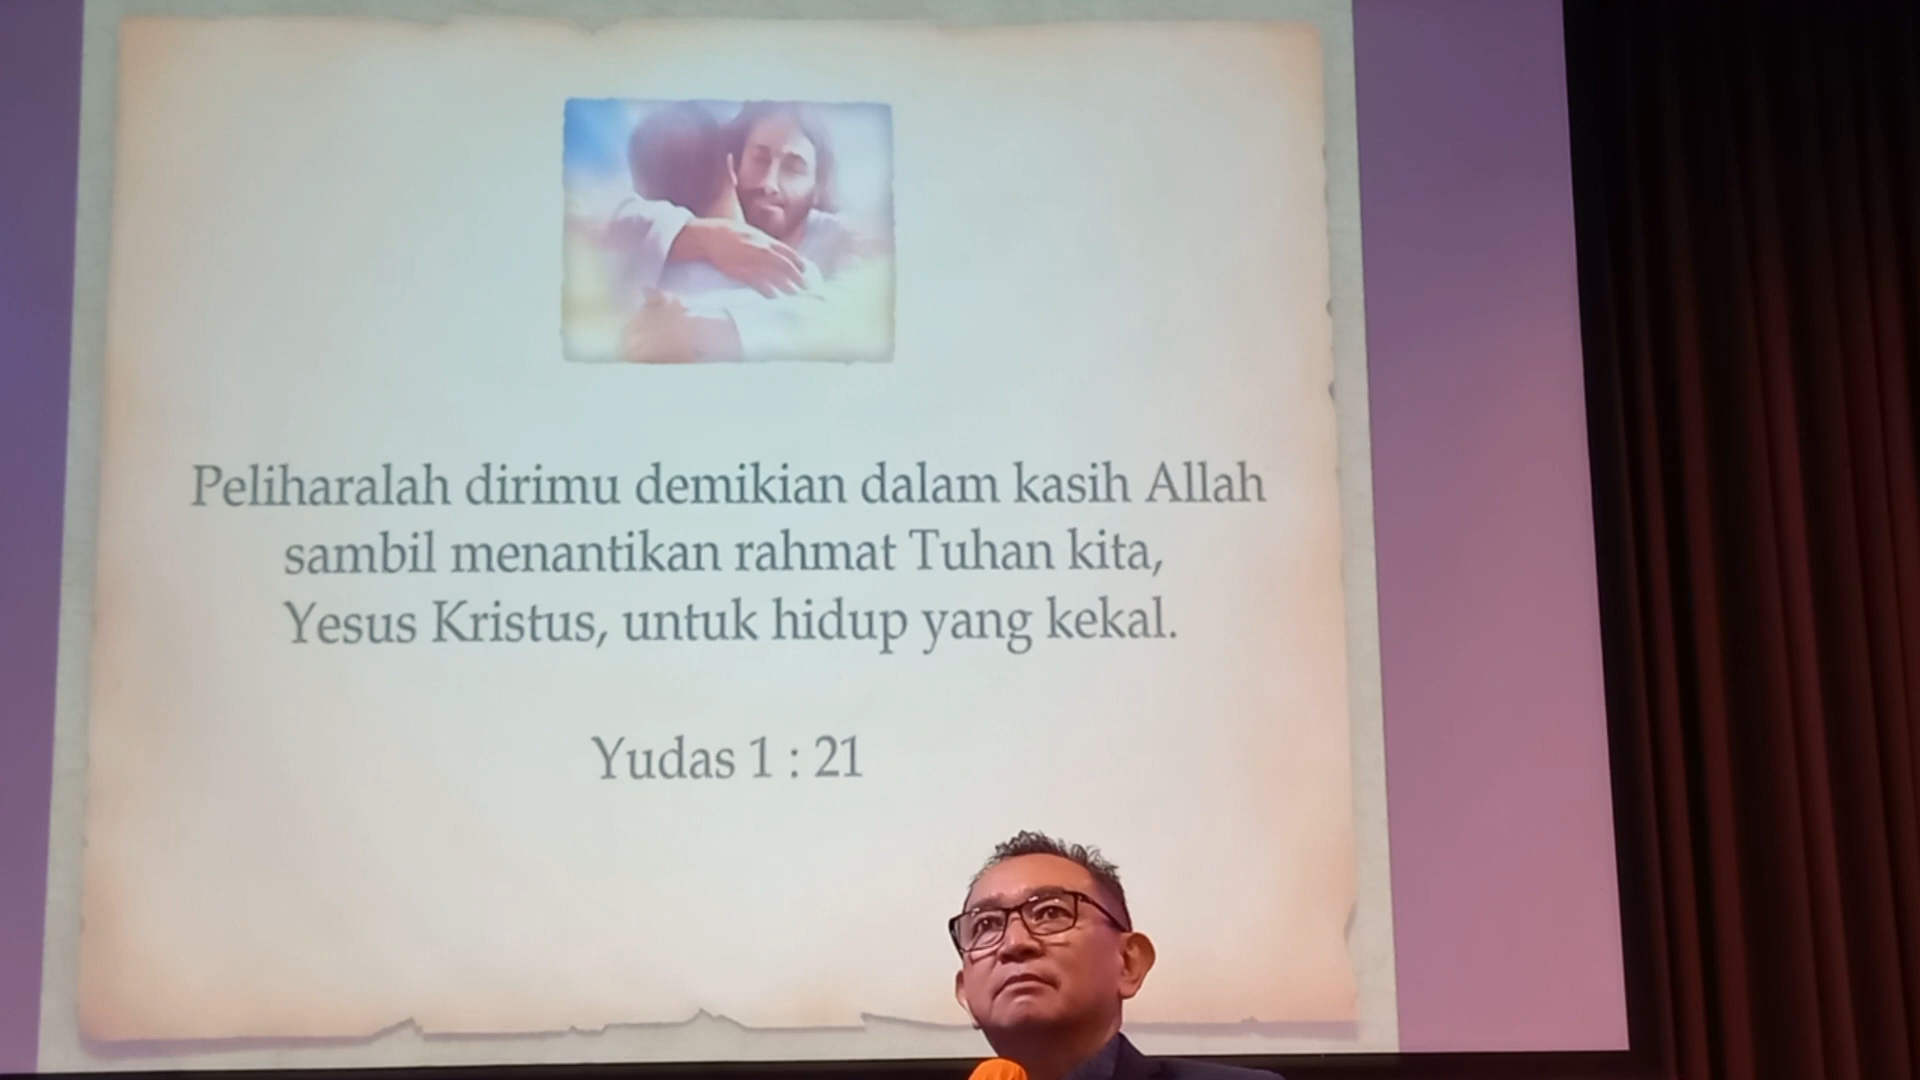 Peliharalah dirimu demikian dalam kasih Allah
sambil menantikan rahmat Tuhan kita,
Yesus Kristus, untuk hidup yang kekal.
Yudas 1 : 21